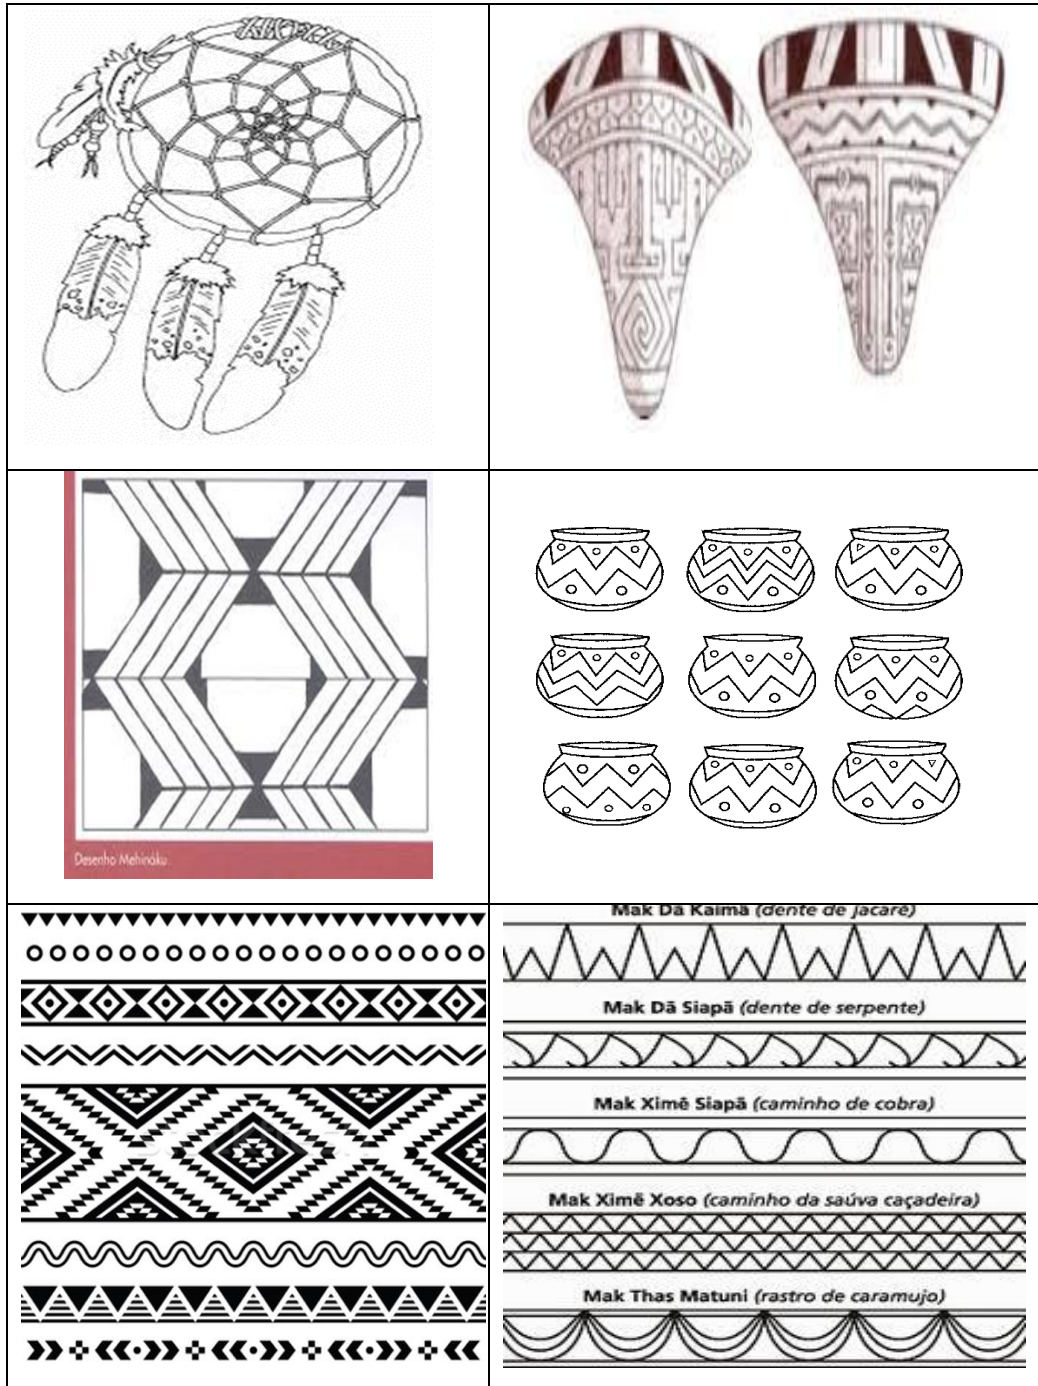 Desenho Mehináku
Mak Dã Kaimã (dente de jacaré)
Mak Dã Siapã (dente de serpente)
Mak Ximẽ Siapã (caminho de cobra)
Mak Ximẽ Xoso (caminho da saúva caçadeira)
Mak Thas Matuni (rastro de caramujo)